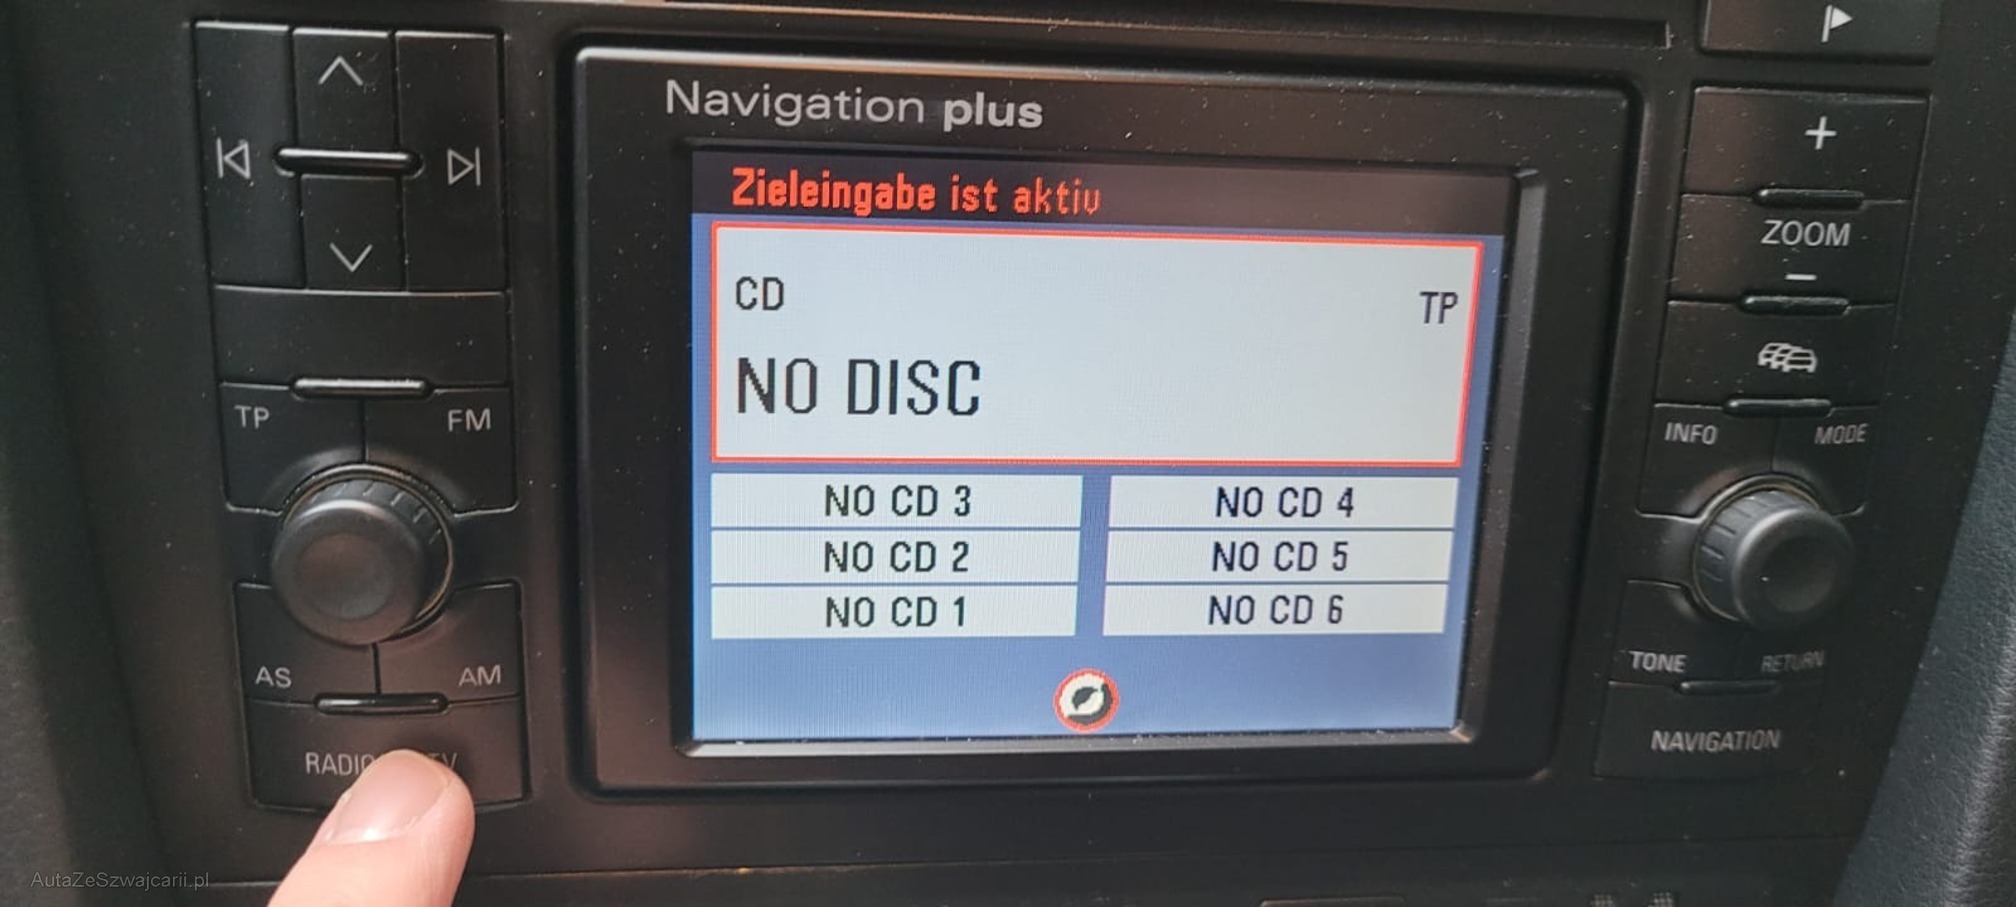 Navigation plus
Zieleingabe ist aktiv
CD
TP
NO DISC
NO CD 3
NO CD 4
NO CD 2
NO CD 5
NO CD 1
NO CD 6
TP
FM
AS
AM
+
ZOOM
-
INFO
MODE
TONE
RETURN
NAVIGATION
AutaZeSzwajcarii.pl